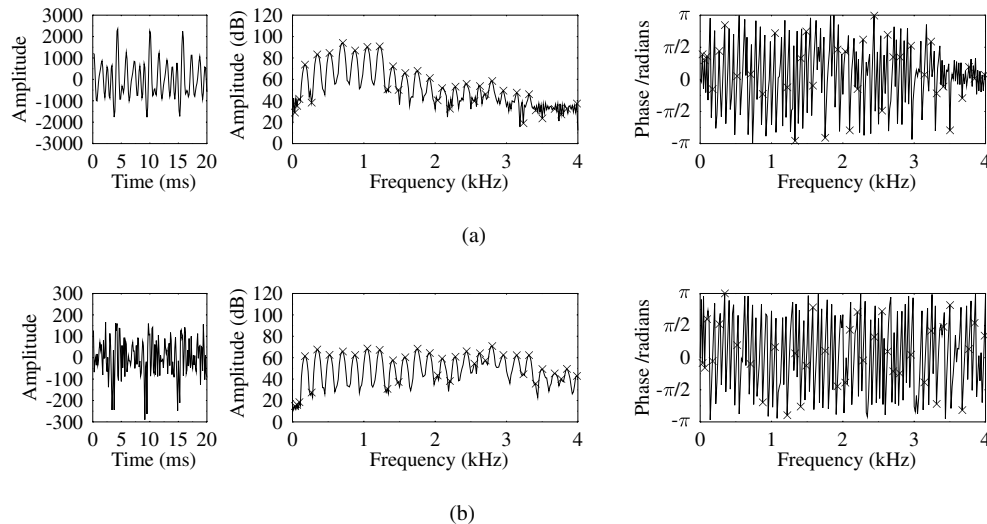 3000
2000
1000
0
-1000
-2000
-3000
Amplitude
0 5 10 15 20
Time (ms)
120
100
80
60
40
20
0
Amplitude (dB)
0 1 2 3 4
Frequency (kHz)
π
π/2
0
-π/2
-π
Phase /radians
0 1 2 3 4
Frequency (kHz)
(a)
300
200
100
0
-100
-200
-300
Amplitude
0 5 10 15 20
Time (ms)
120
100
80
60
40
20
0
Amplitude (dB)
0 1 2 3 4
Frequency (kHz)
π
π/2
0
-π/2
-π
Phase /radians
0 1 2 3 4
Frequency (kHz)
(b)